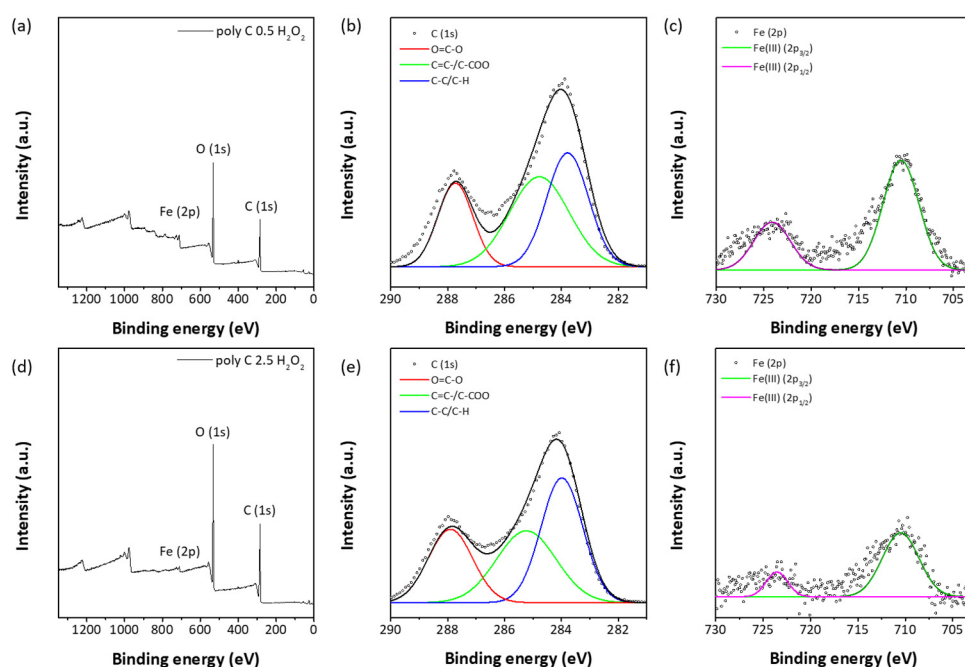 (a)
poly C 0.5 H₂O₂
O (1s)
Fe (2p)
C (1s)
Intensity (a.u.)
1200 1000 800 600 400 200 0
Binding energy (eV)
(b)
C (1s)
O=C-O
C=C-/C-COO
C-C/C-H
Intensity (a.u.)
290 288 286 284 282
Binding energy (eV)
(c)
Fe (2p)
Fe(III) (2p₃/₂)
Fe(III) (2p₁/₂)
Intensity (a.u.)
730 725 720 715 710 705
Binding energy (eV)
(d)
poly C 2.5 H₂O₂
O (1s)
C (1s)
Fe (2p)
Intensity (a.u.)
1200 1000 800 600 400 200 0
Binding energy (eV)
(e)
C (1s)
O=C-O
C=C-/C-COO
C-C/C-H
Intensity (a.u.)
290 288 286 284 282
Binding energy (eV)
(f)
Fe (2p)
Fe(III) (2p₃/₂)
Fe(III) (2p₁/₂)
Intensity (a.u.)
730 725 720 715 710 705
Binding energy (eV)